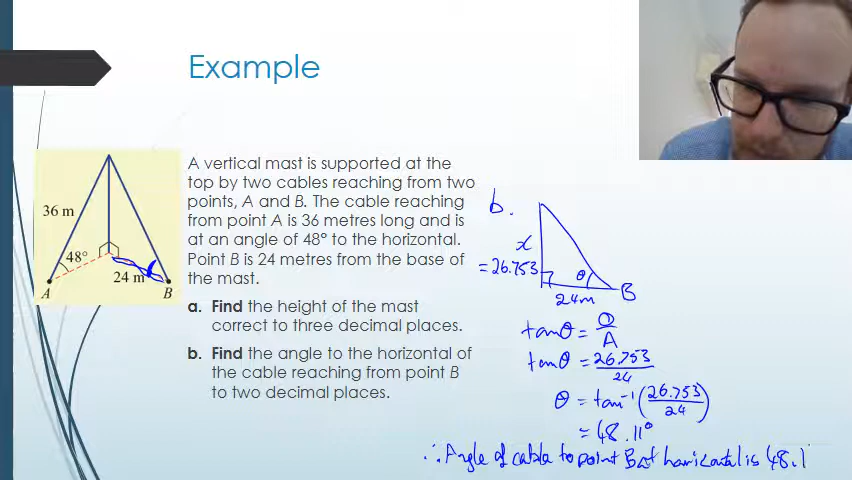 Example
A vertical mast is supported at the
top by two cables reaching from two
points, A and B. The cable reaching
from point A is 36 metres long and is
at an angle of 48° to the horizontal.
Point B is 24 metres from the base of
the mast.
a. Find the height of the mast
correct to three decimal places.
b. Find the angle to the horizontal of
the cable reaching from point B
to two decimal places.
36 m
48°
24 m
A
B
b.
x
= 26.753
θ
24m
B
tanθ = O/A
tanθ = 26.753/24
θ = tan⁻¹(26.753/24)
= 48.11°
∴ Angle of cable to point B horizontal is 48.1